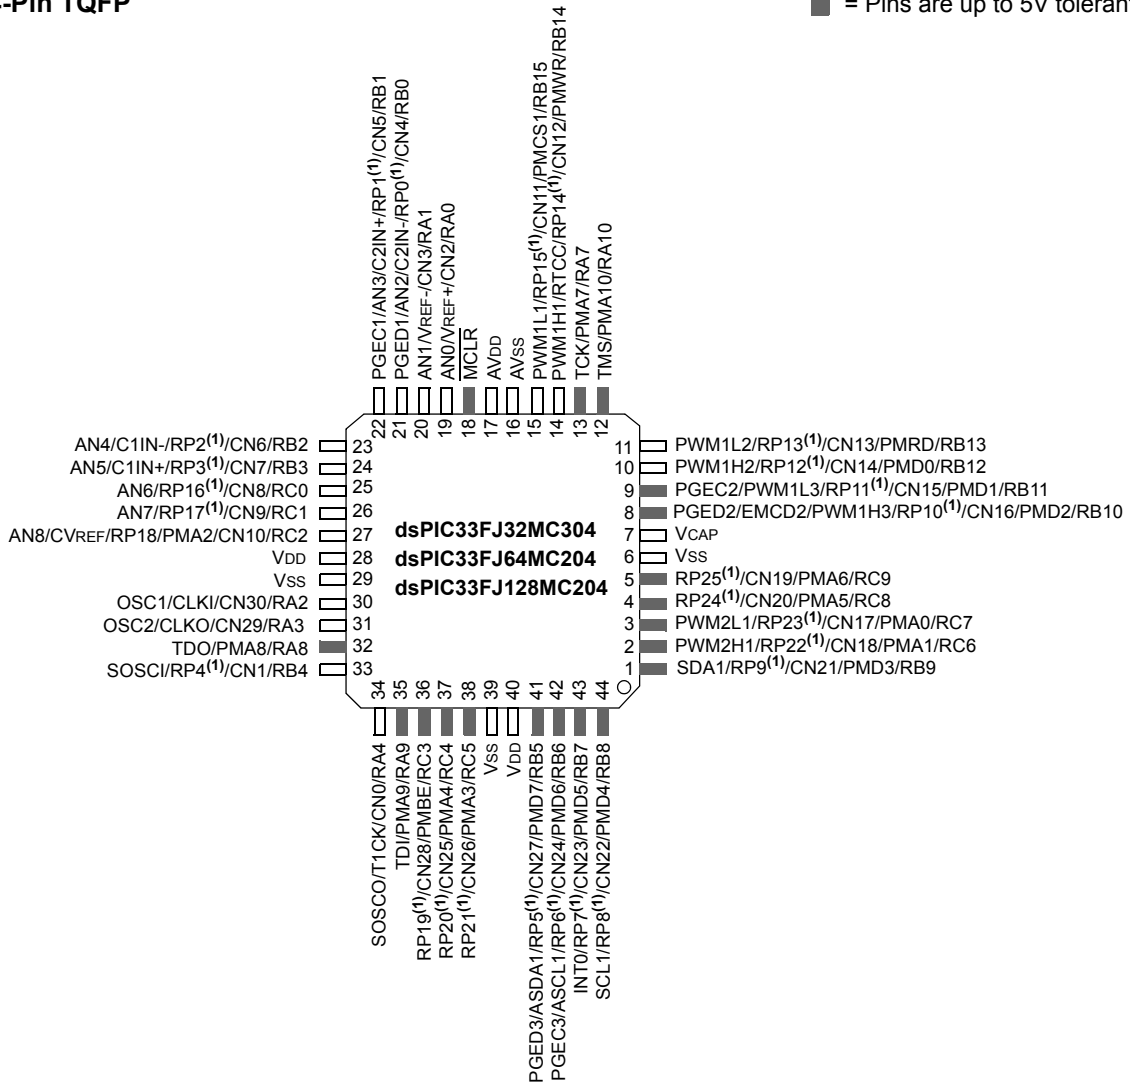 -Pin TQFP
= Pins are up to 5V tolerant
PGEC1/AN3/C2IN+/RP1(1)/CN5/RB1
PGED1/AN2/C2IN-/RP0(1)/CN4/RB0
AN1/VREF-/CN3/RA1
AN0/VREF+/CN2/RA0
MCLR
AVDD
AVSS
PWM1L1/RP15(1)/CN11/PMCS1/RB15
PWM1H1/RTCC/RP14(1)/CN12/PMWR/RB14
TCK/PMA7/RA7
TMS/PMA10/RA10
22 21 20 19 18 17 16 15 14 13 12
AN4/C1IN-/RP2(1)/CN6/RB2 23
AN5/C1IN+/RP3(1)/CN7/RB3 24
AN6/RP16(1)/CN8/RC0 25
AN7/RP17(1)/CN9/RC1 26
AN8/CVREF/RP18/PMA2/CN10/RC2 27
VDD 28
VSS 29
OSC1/CLKI/CN30/RA2 30
OSC2/CLKO/CN29/RA3 31
TDO/PMA8/RA8 32
SOSCI/RP4(1)/CN1/RB4 33
dsPIC33FJ32MC304
dsPIC33FJ64MC204
dsPIC33FJ128MC204
11 PWM1L2/RP13(1)/CN13/PMRD/RB13
10 PWM1H2/RP12(1)/CN14/PMD0/RB12
9 PGEC2/PWM1L3/RP11(1)/CN15/PMD1/RB11
8 PGED2/EMCD2/PWM1H3/RP10(1)/CN16/PMD2/RB10
7 VCAP
6 VSS
5 RP25(1)/CN19/PMA6/RC9
4 RP24(1)/CN20/PMA5/RC8
3 PWM2L1/RP23(1)/CN17/PMA0/RC7
2 PWM2H1/RP22(1)/CN18/PMA1/RC6
1 SDA1/RP9(1)/CN21/PMD3/RB9
34 35 36 37 38 39 40 41 42 43 44
SOSCO/T1CK/CN0/RA4
TDI/PMA9/RA9
RP19(1)/CN28/PMBE/RC3
RP20(1)/CN25/PMA4/RC4
RP21(1)/CN26/PMA3/RC5
VSS
VDD
PGED3/ASDA1/RP5(1)/CN27/PMD7/RB5
PGEC3/ASCL1/RP6(1)/CN24/PMD6/RB6
INT0/RP7(1)/CN23/PMD5/RB7
SCL1/RP8(1)/CN22/PMD4/RB8